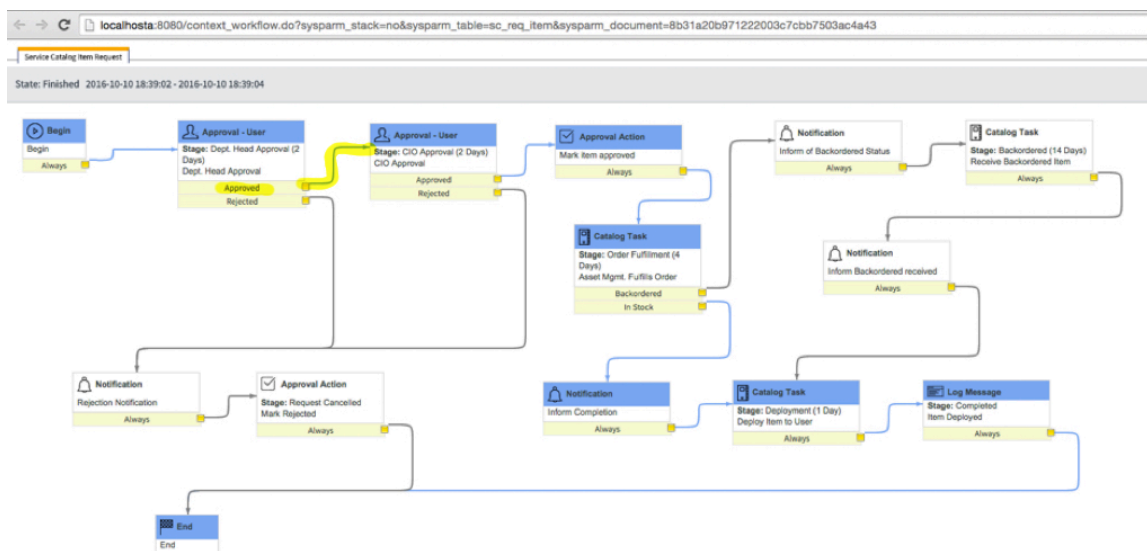 localhosta:8080/context_workflow.do?sysparm_stack=no&sysparm_table=sc_req_item&sysparm_document=8b31a20b971222003c7cbb7503ac4a43
Service Catalog Item Request
State: Finished 2016-10-10 18:39:02 - 2016-10-10 18:39:04
Begin
Begin
Always
Approval - User
Stage: Dept. Head Approval (2
Days)
Dept. Head Approval
Approved
Rejected
Approval - User
Stage: CIO Approval (2 Days)
CIO Approval
Approved
Rejected
Approval Action
Mark item approved
Always
Notification
Inform of Backordered Status
Always
Catalog Task
Stage: Backordered (14 Days)
Receive Backordered Item
Always
Catalog Task
Stage: Order Fulfillment (4
Days)
Asset Mgmt. Fulfills Order
Backordered
In Stock
Notification
Inform Backordered received
Always
Notification
Rejection Notification
Always
Approval Action
Stage: Request Cancelled
Mark Rejected
Always
Notification
Inform Completion
Always
Catalog Task
Stage: Deployment (1 Day)
Deploy Item to User
Always
Log Message
Stage: Completed
Item Deployed
Always
End
End